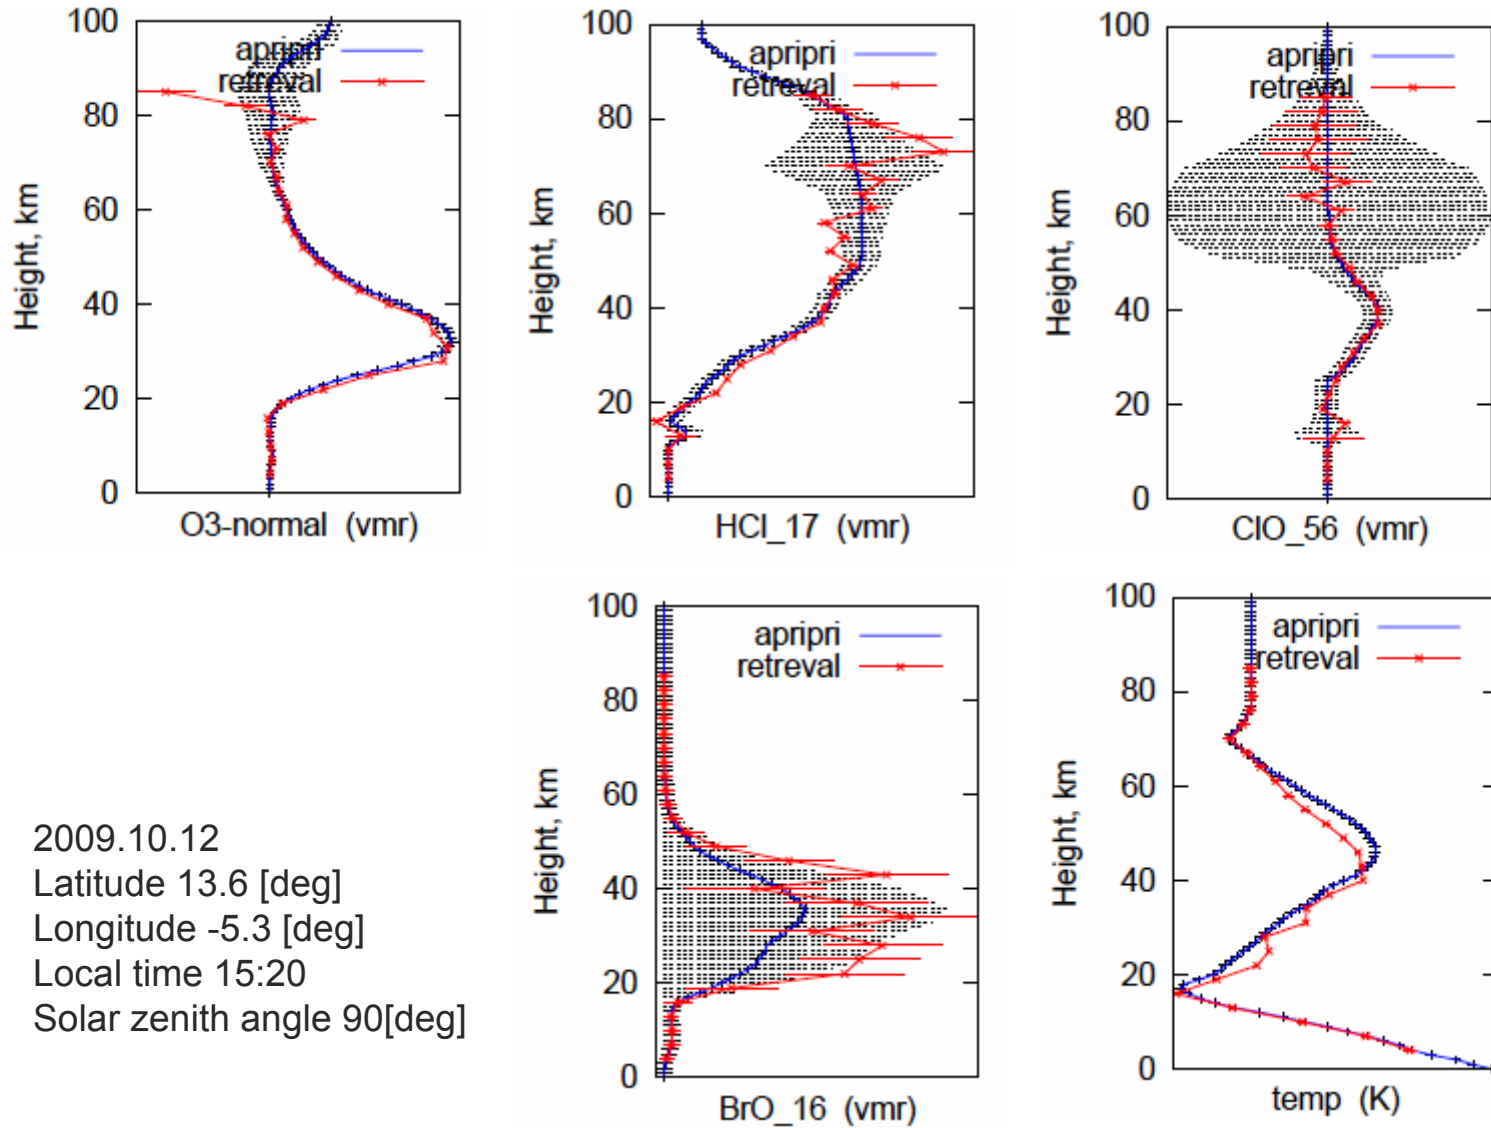 100
80
60
40
20
0
Height, km
apripri
retreval
O3-normal (vmr)
100
80
60
40
20
0
Height, km
apripri
retreval
HCl_17 (vmr)
100
80
60
40
20
0
Height, km
apripri
retreval
ClO_56 (vmr)
100
80
60
40
20
0
Height, km
apripri
retreval
BrO_16 (vmr)
100
80
60
40
20
0
Height, km
apripri
retreval
temp (K)
2009.10.12
Latitude 13.6 [deg]
Longitude -5.3 [deg]
Local time 15:20
Solar zenith angle 90[deg]